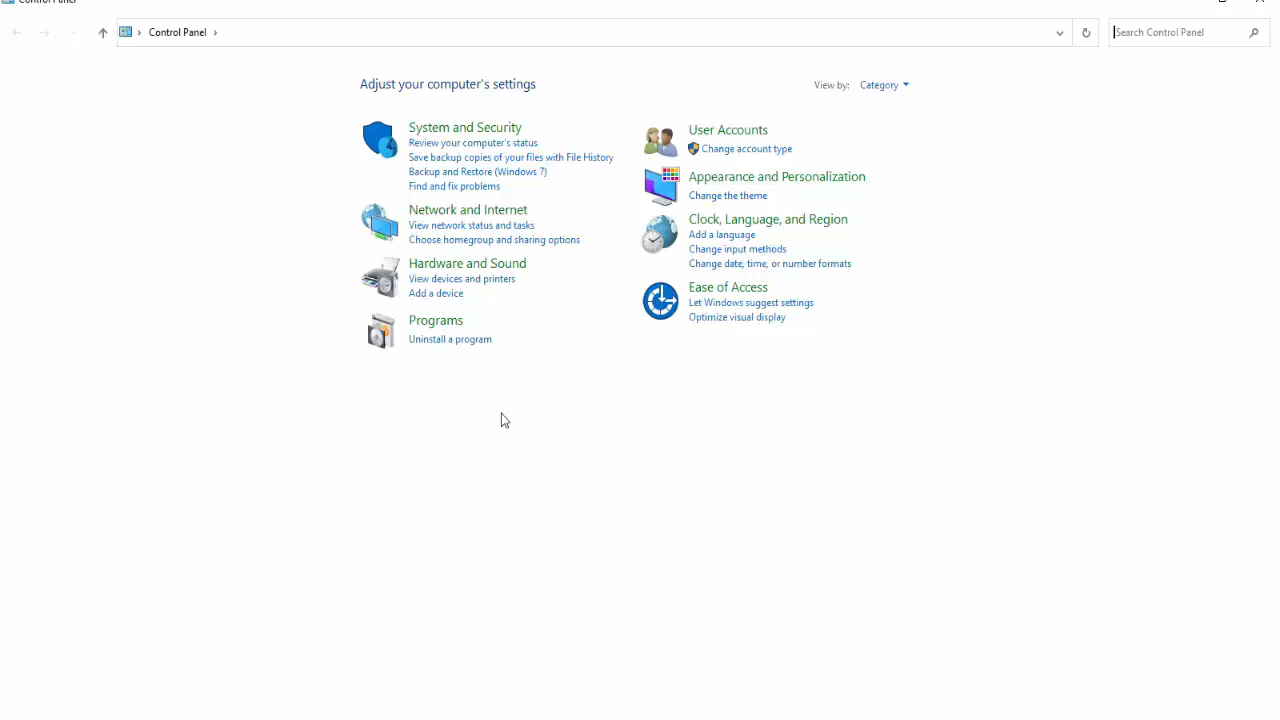 Control Panel
Control Panel
Search Control Panel
Adjust your computer's settings
View by: Category
System and Security
Review your computer's status
Save backup copies of your files with File History
Backup and Restore (Windows 7)
Find and fix problems
Network and Internet
View network status and tasks
Choose homegroup and sharing options
Hardware and Sound
View devices and printers
Add a device
Programs
Uninstall a program
User Accounts
Change account type
Appearance and Personalization
Change the theme
Clock, Language, and Region
Add a language
Change input methods
Change date, time, or number formats
Ease of Access
Let Windows suggest settings
Optimize visual display